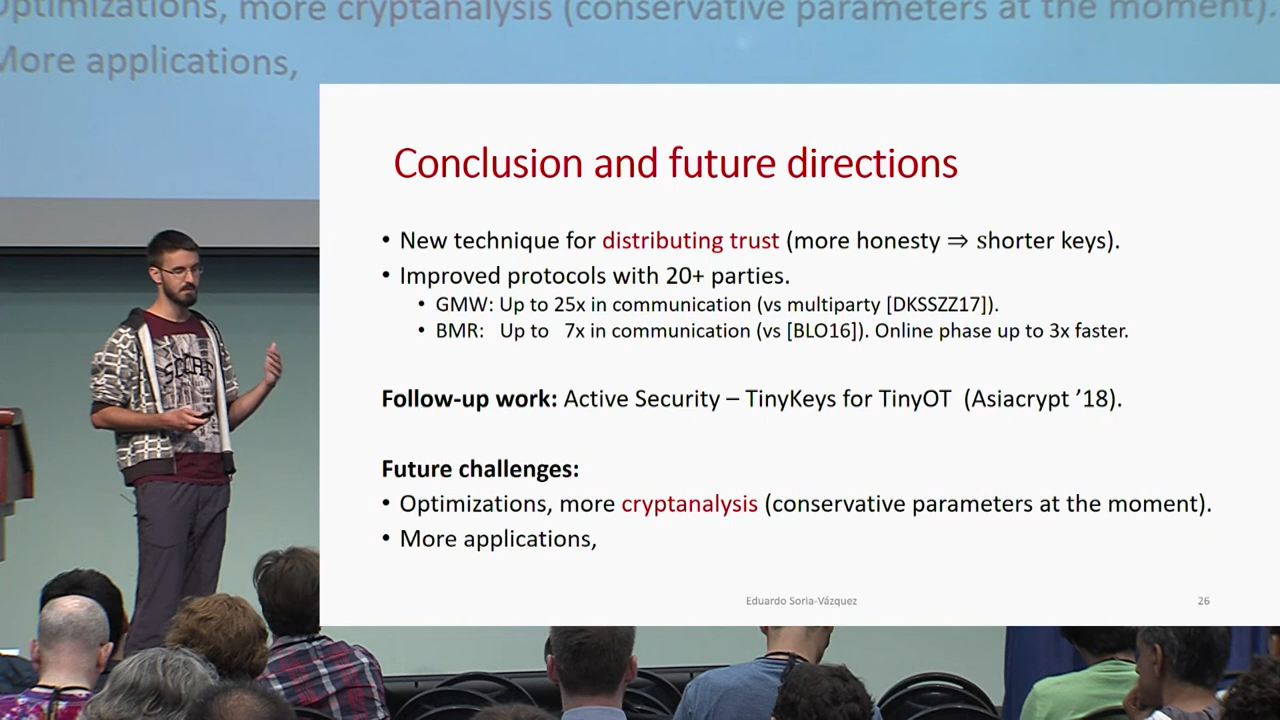 optimizations, more cryptanalysis (conservative parameters at the moment).
More applications,
Conclusion and future directions
• New technique for distributing trust (more honesty ⇒ shorter keys).
• Improved protocols with 20+ parties.
• GMW: Up to 25x in communication (vs multiparty [DKSSZZ17]).
• BMR: Up to 7x in communication (vs [BLO16]). Online phase up to 3x faster.
Follow-up work: Active Security – TinyKeys for TinyOT (Asiacrypt ’18).
Future challenges:
• Optimizations, more cryptanalysis (conservative parameters at the moment).
• More applications,
Eduardo Soria-Vázquez
26